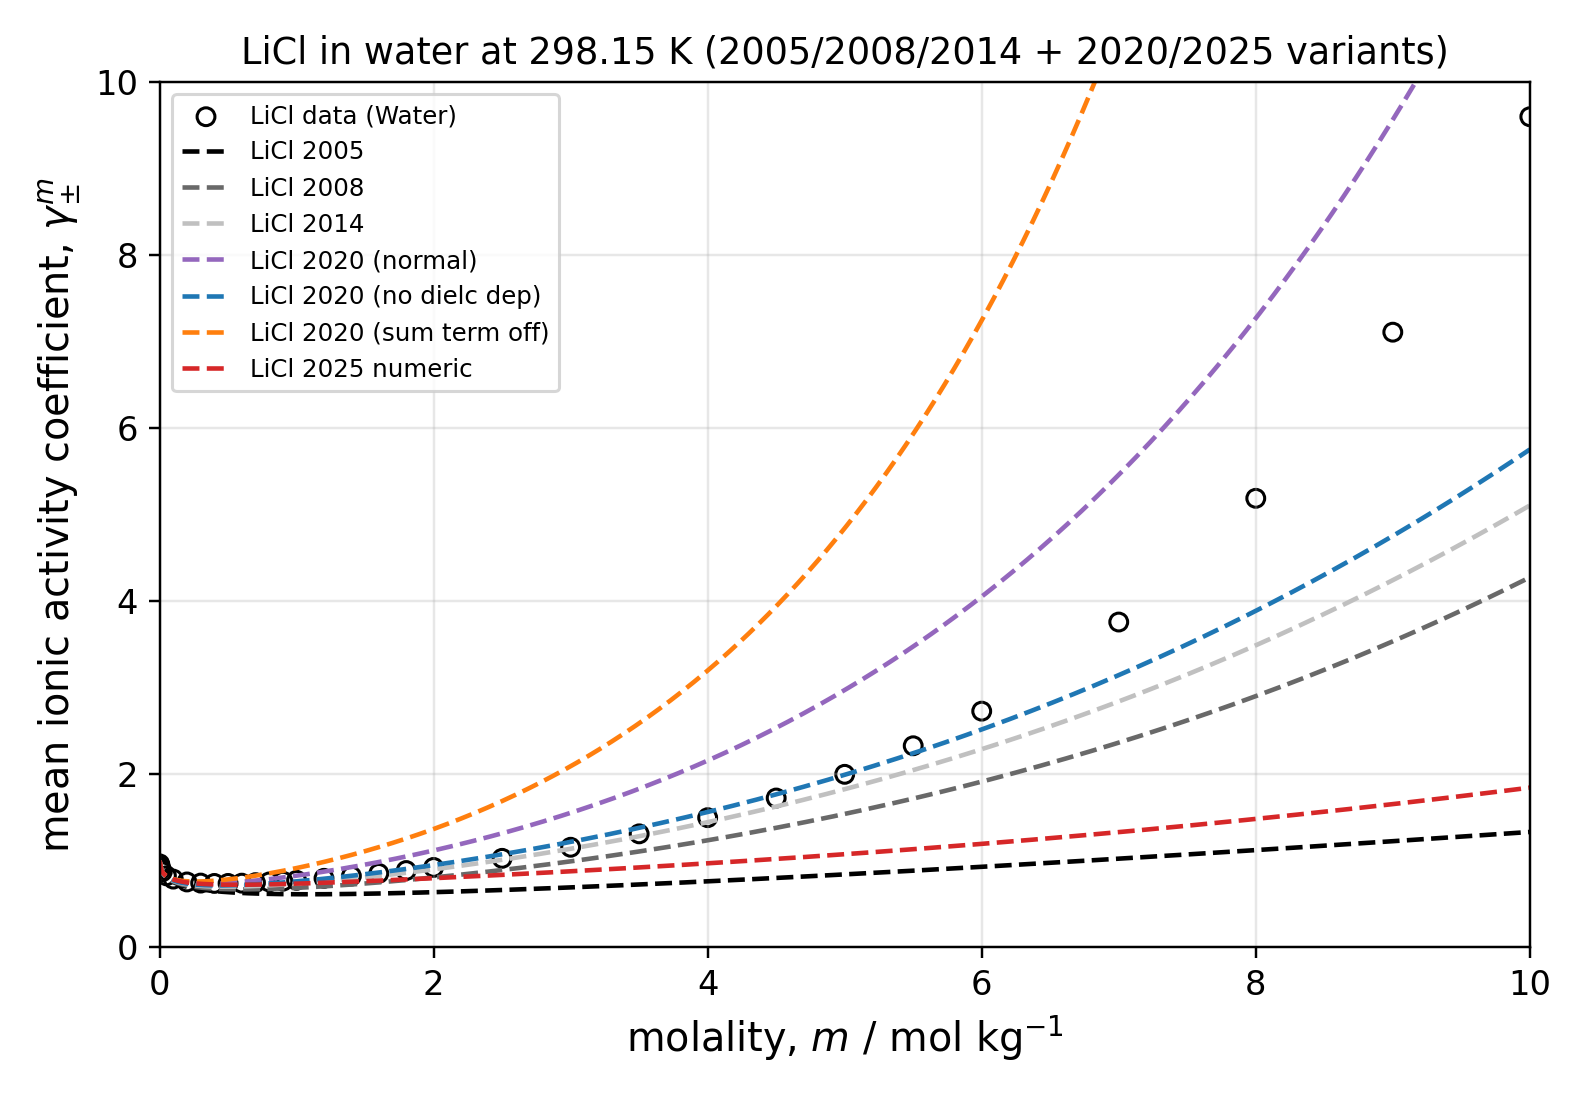 LiCl in water at 298.15 K (2005/2008/2014 + 2020/2025 variants)
mean ionic activity coefficient, γ±^m
10
8
6
4
2
0
LiCl data (Water)
LiCl 2005
LiCl 2008
LiCl 2014
LiCl 2020 (normal)
LiCl 2020 (no dielc dep)
LiCl 2020 (sum term off)
LiCl 2025 numeric
0 2 4 6 8 10
molality, m / mol kg⁻¹